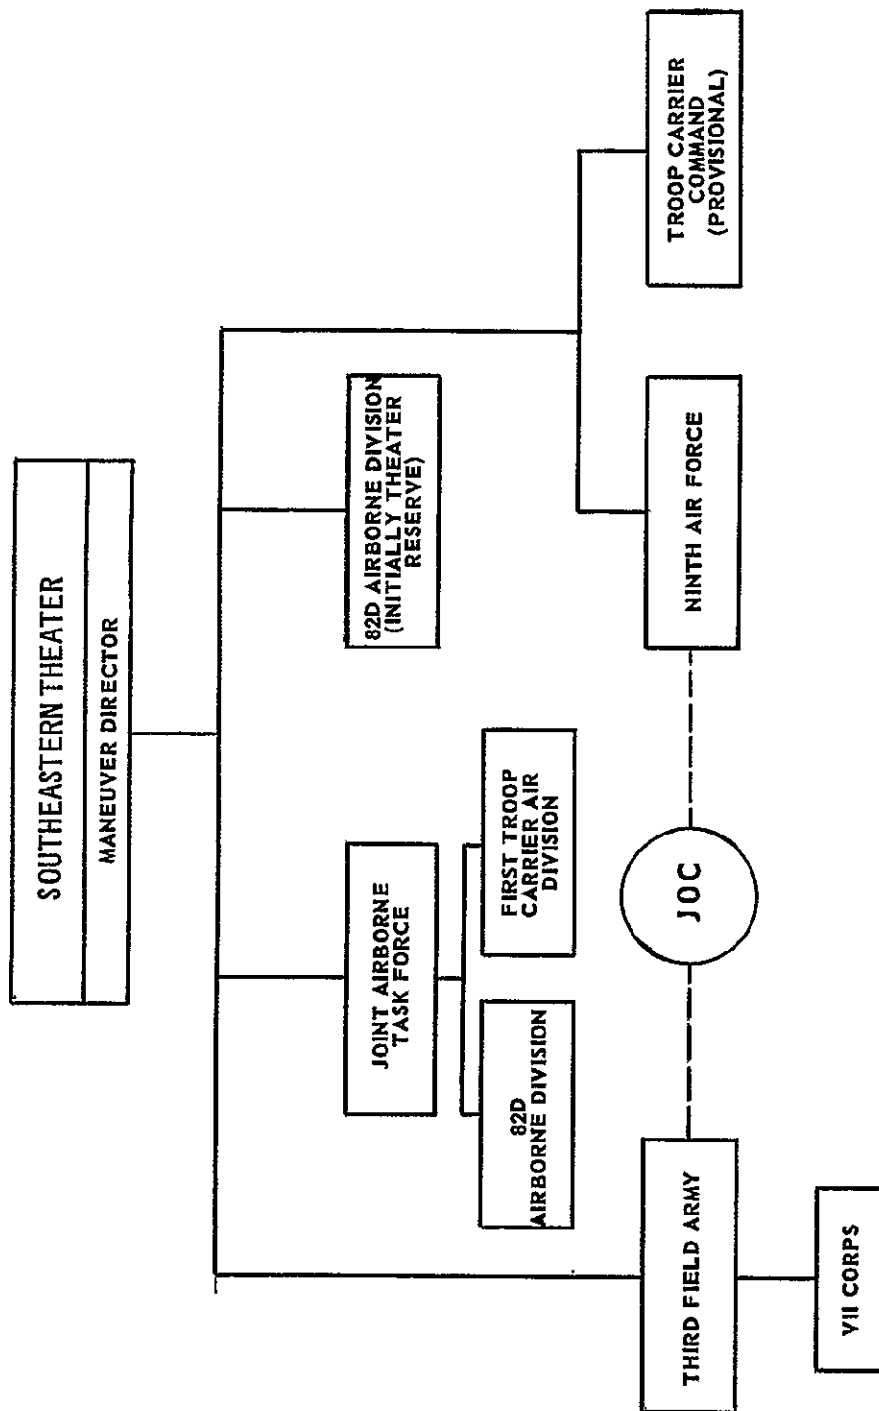 SOUTHEASTERN THEATER
MANEUVER DIRECTOR
JOINT AIRBORNE
TASK FORCE
82D AIRBORNE DIVISION
(INITIALLY THEATER
RESERVE)
82D
AIRBORNE DIVISION
FIRST TROOP
CARRIER AIR
DIVISION
THIRD FIELD ARMY
JOC
NINTH AIR FORCE
TROOP CARRIER
COMMAND
(PROVISIONAL)
VII CORPS